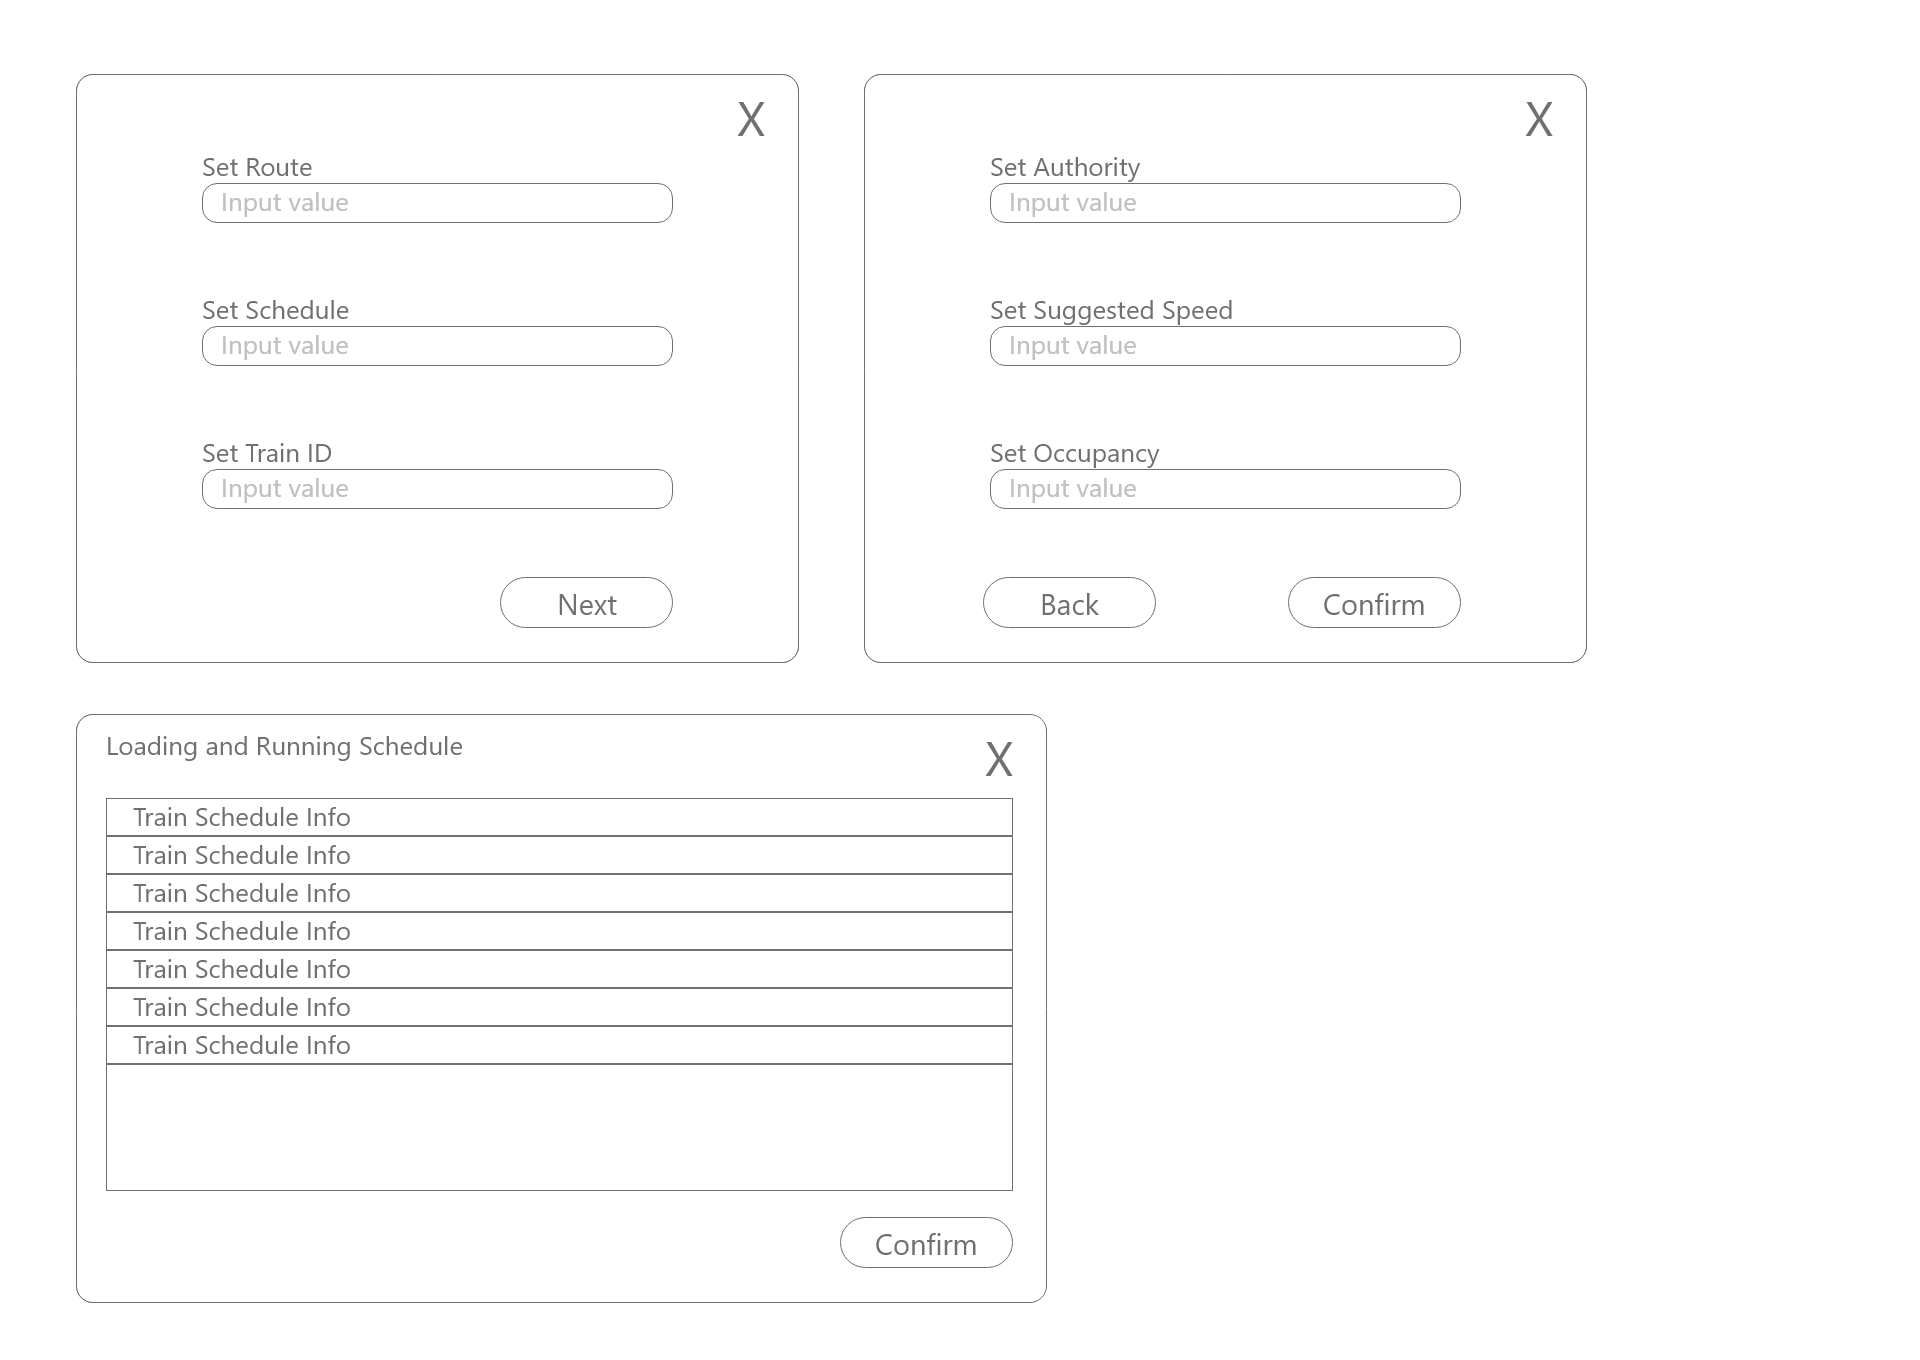 X
Set Route
Input value
Set Schedule
Input value
Set Train ID
Input value
Next
X
Set Authority
Input value
Set Suggested Speed
Input value
Set Occupancy
Input value
Back
Confirm
Loading and Running Schedule
X
Train Schedule Info
Train Schedule Info
Train Schedule Info
Train Schedule Info
Train Schedule Info
Train Schedule Info
Train Schedule Info
Confirm